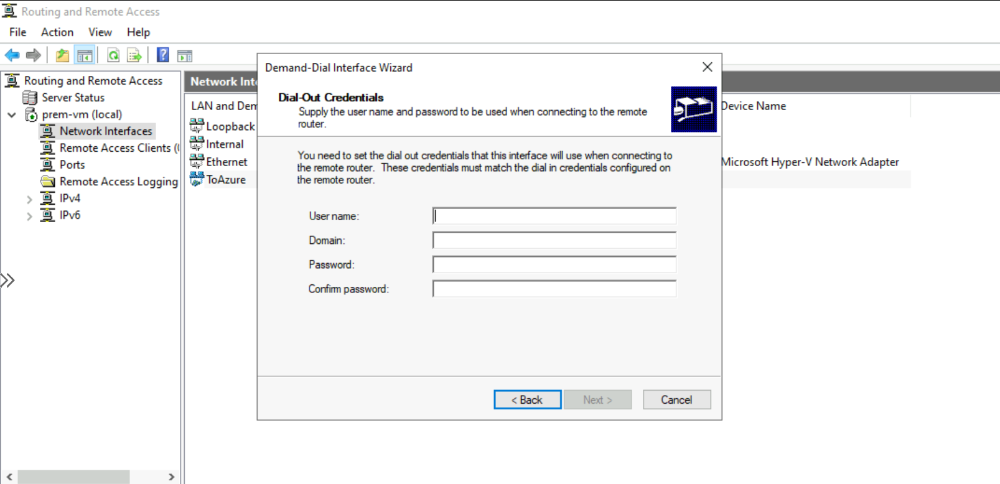 Routing and Remote Access
File Action View Help
Routing and Remote Access
Server Status
prem-vm (local)
Network Interfaces
Remote Access Clients (
Ports
Remote Access Logging
IPv4
IPv6
Network Int
LAN and Dem
Device Name
Loopback
Internal
Ethernet
Microsoft Hyper-V Network Adapter
ToAzure
Demand-Dial Interface Wizard
Dial-Out Credentials
Supply the user name and password to be used when connecting to the remote
router.
You need to set the dial out credentials that this interface will use when connecting to
the remote router. These credentials must match the dial in credentials configured on
the remote router.
User name:
Domain:
Password:
Confirm password:
< Back
Next >
Cancel